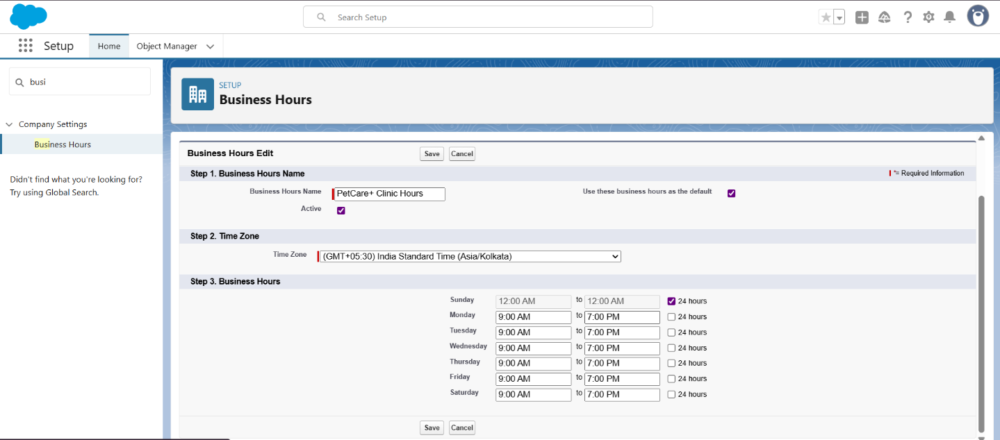 Search Setup
Setup
Home
Object Manager
busi
Company Settings
Business Hours
Didn't find what you're looking for?
Try using Global Search.
SETUP
Business Hours
Business Hours Edit
Save Cancel
Step 1. Business Hours Name
*= Required Information
Business Hours Name PetCare+ Clinic Hours
Use these business hours as the default
Active
Step 2. Time Zone
Time Zone (GMT+05:30) India Standard Time (Asia/Kolkata)
Step 3. Business Hours
Sunday 12:00 AM to 12:00 AM 24 hours
Monday 9:00 AM to 7:00 PM 24 hours
Tuesday 9:00 AM to 7:00 PM 24 hours
Wednesday 9:00 AM to 7:00 PM 24 hours
Thursday 9:00 AM to 7:00 PM 24 hours
Friday 9:00 AM to 7:00 PM 24 hours
Saturday 9:00 AM to 7:00 PM 24 hours
Save Cancel